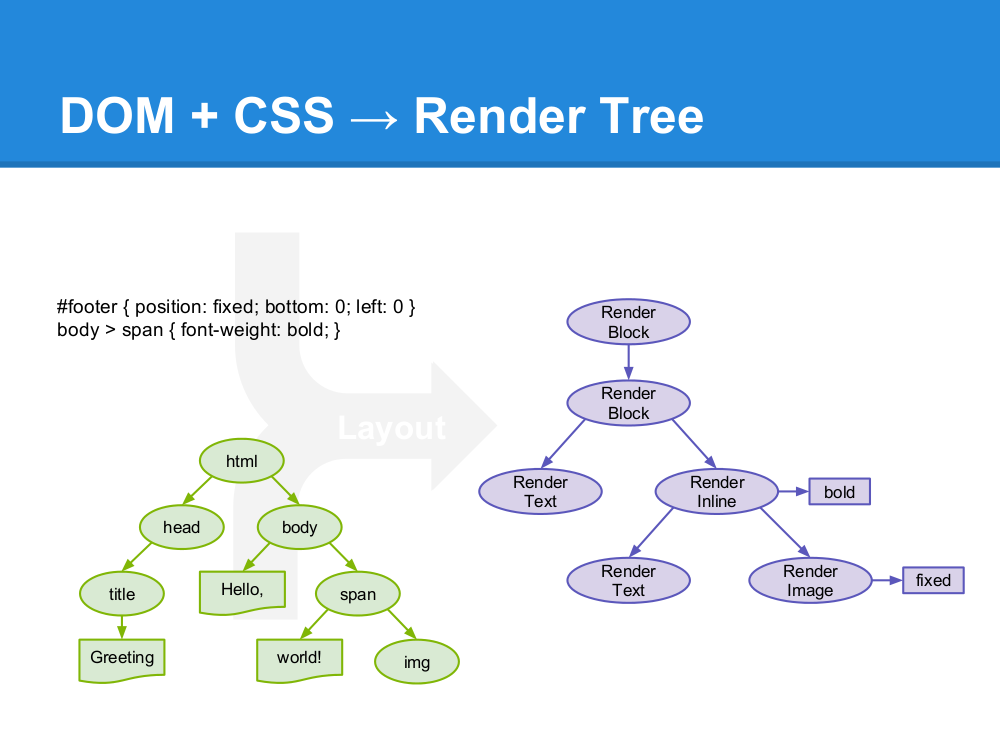 DOM + CSS → Render Tree
#footer { position: fixed; bottom: 0; left: 0 }
body > span { font-weight: bold; }
Layout
html
head
body
title
Hello,
span
Greeting
world!
img
Render
Block
Render
Block
Render
Text
Render
Inline
bold
Render
Text
Render
Image
fixed